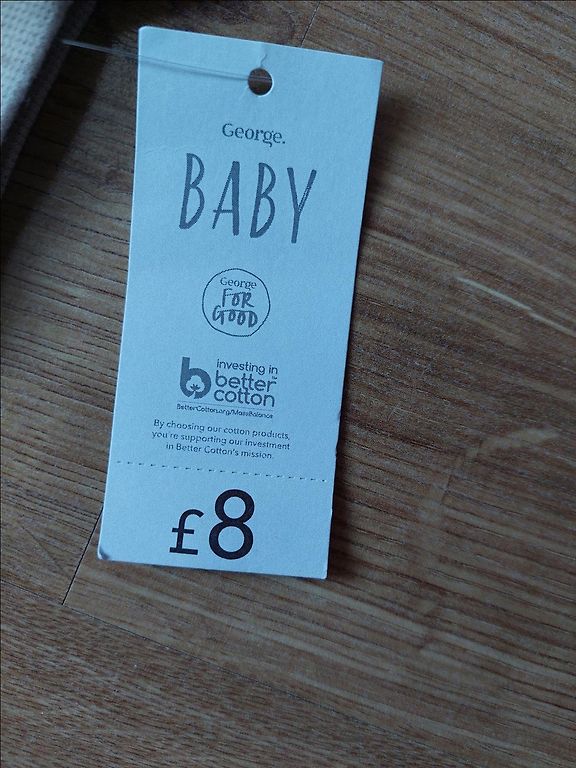 George.
BABY
George
FOR
GOOD
investing in
better™
cotton
BetterCotton.org/MassBalance
By choosing our cotton products,
you're supporting our investment
in Better Cotton's mission.
£8